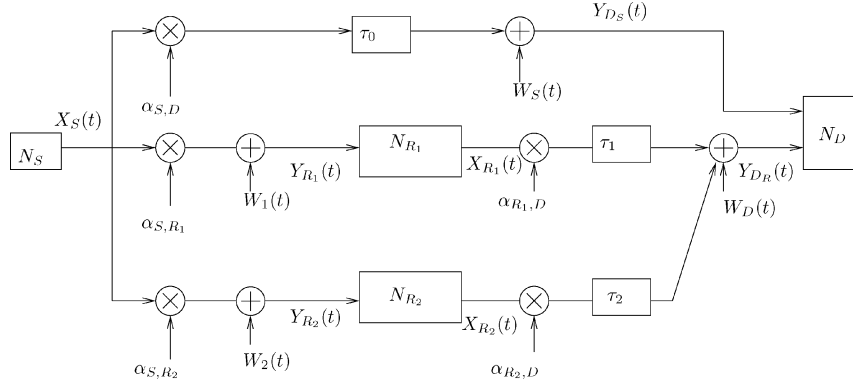 Y_{D_S}(t)
τ_0
α_{S,D}
W_S(t)
X_S(t)
N_S
N_D
N_{R_1}
τ_1
Y_{R_1}(t)
X_{R_1}(t)
Y_{D_R}(t)
W_1(t)
α_{S,R_1}
α_{R_1,D}
W_D(t)
N_{R_2}
τ_2
Y_{R_2}(t)
X_{R_2}(t)
W_2(t)
α_{S,R_2}
α_{R_2,D}